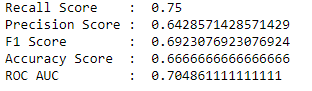 Recall Score    :  0.75
Precision Score :  0.6428571428571429
F1 Score        :  0.6923076923076924
Accuracy Score  :  0.6666666666666666
ROC AUC         :  0.704861111111111